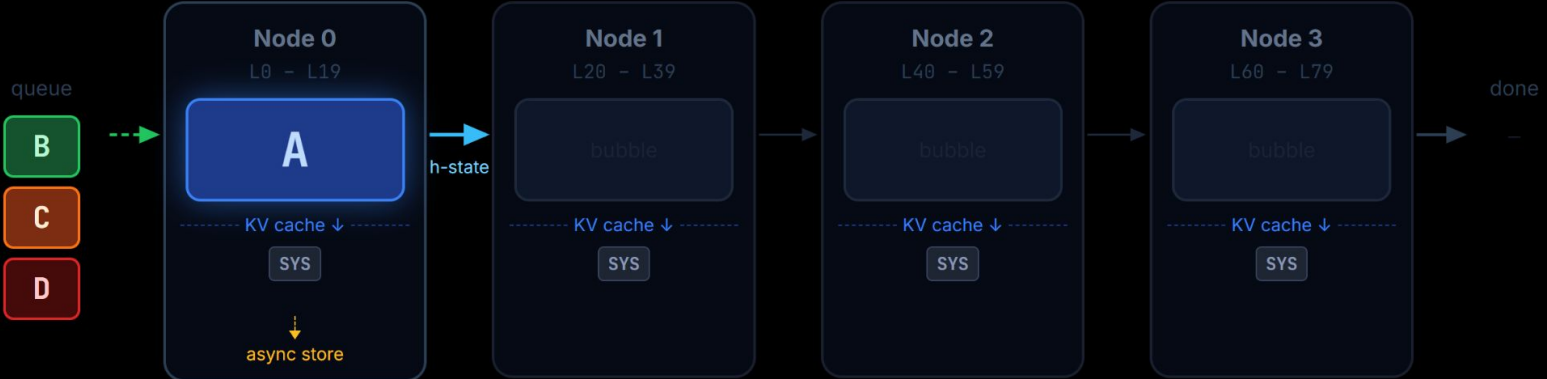 queue
B
C
D
Node 0
L0 – L19
A
KV cache ↓
SYS
async store
h-state
Node 1
L20 – L39
bubble
KV cache ↓
SYS
Node 2
L40 – L59
bubble
KV cache ↓
SYS
Node 3
L60 – L79
bubble
KV cache ↓
SYS
done
–